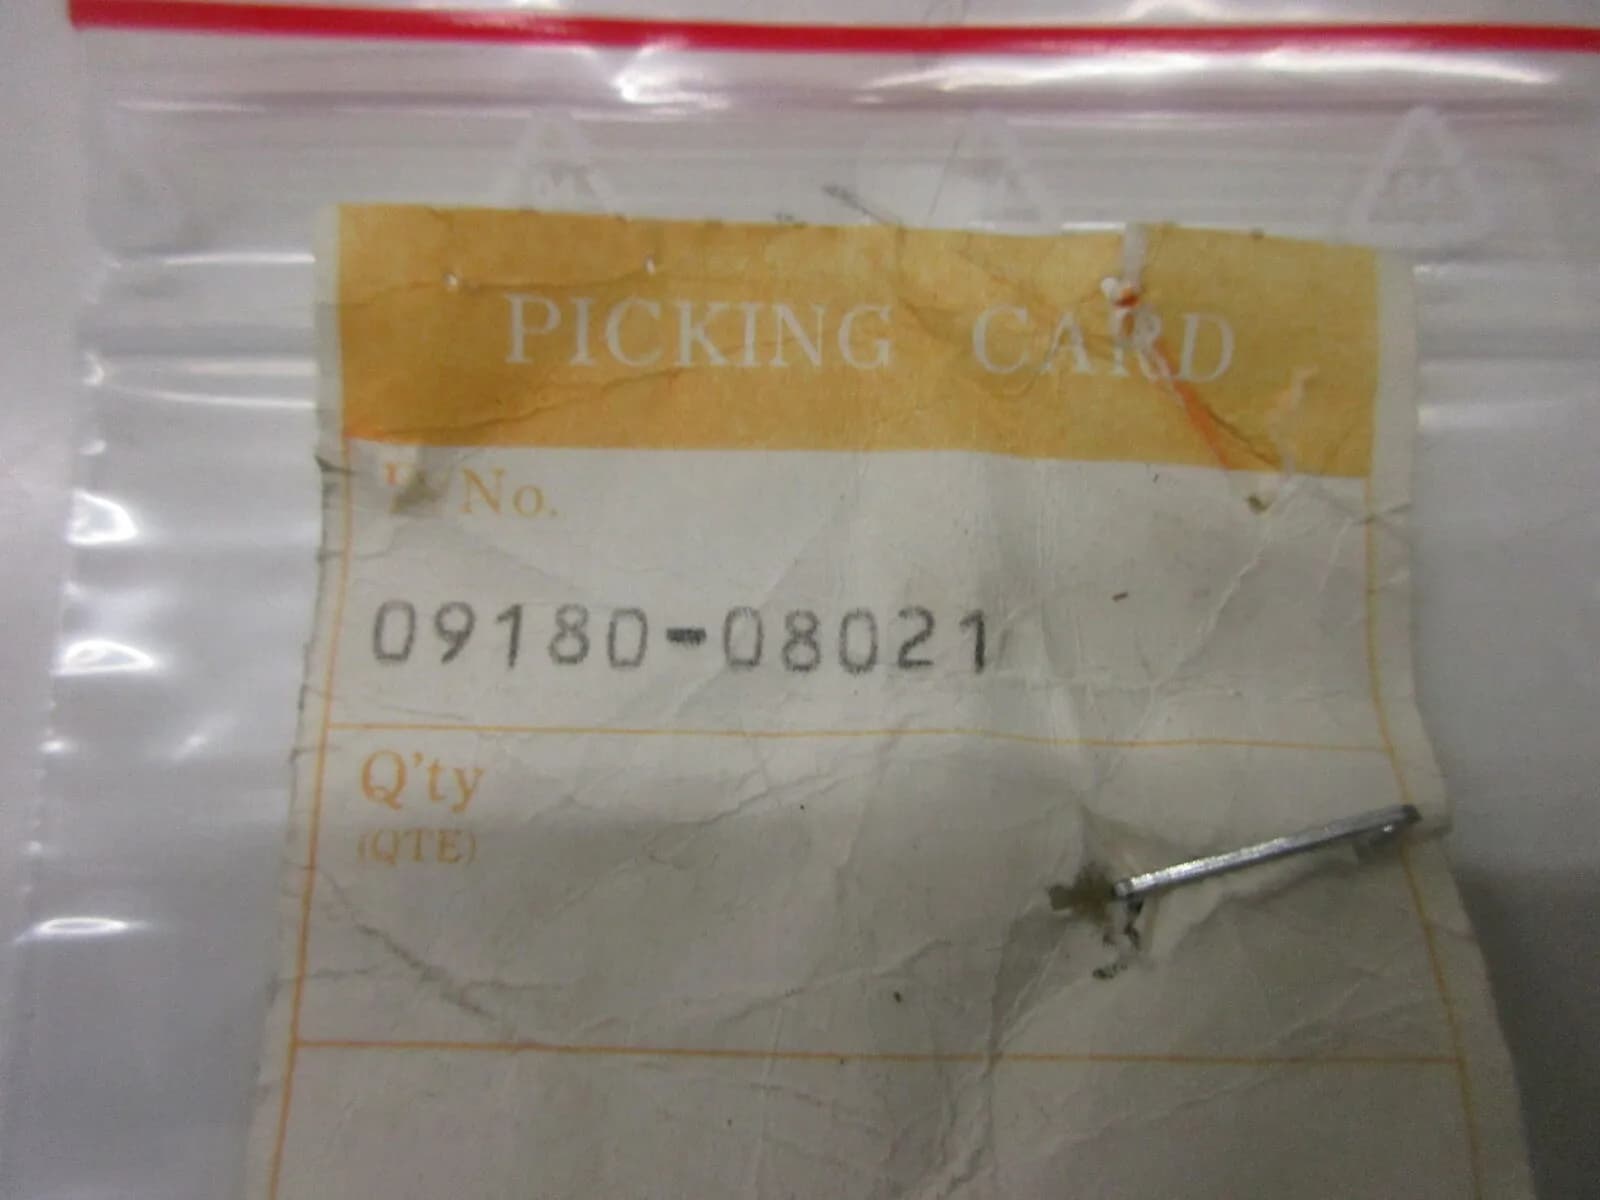 PICKING CARD
P. No.
09180-08021
Q'ty
(QTE)